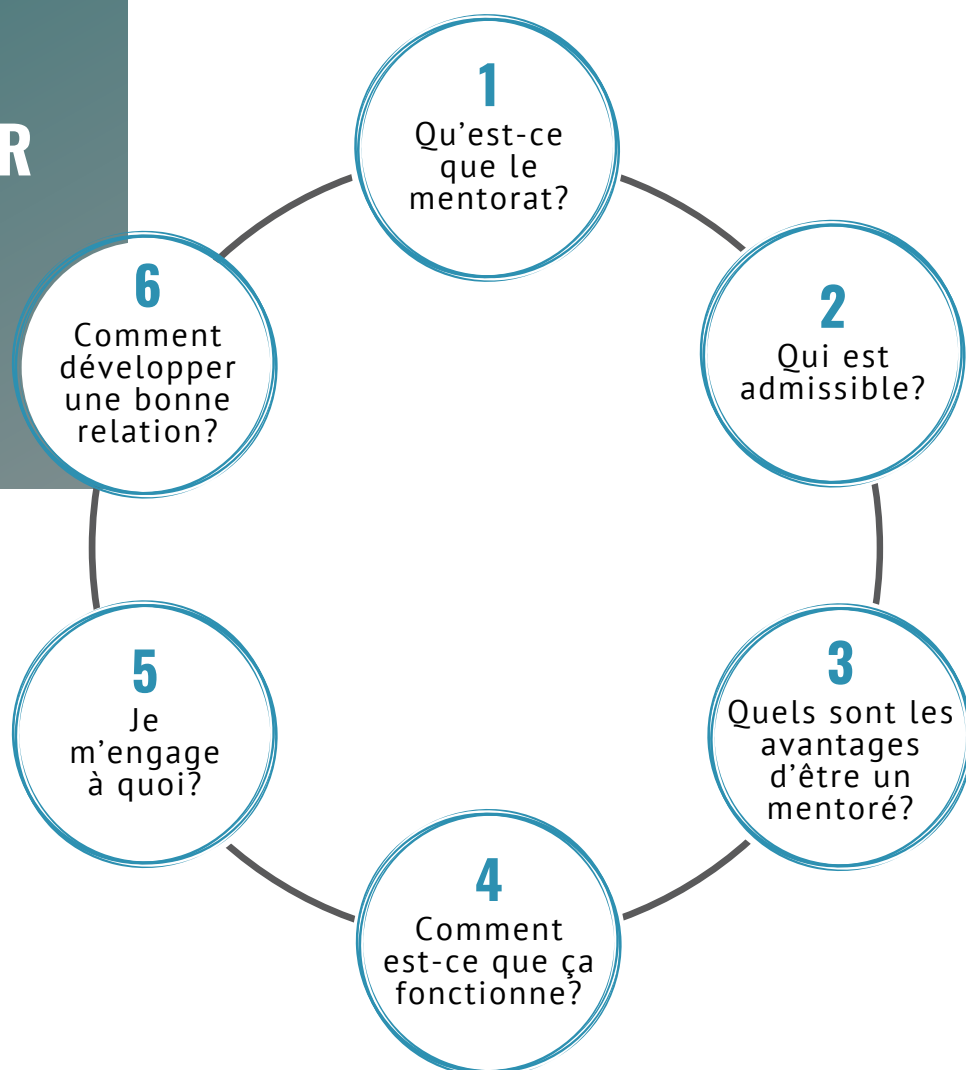 R
1
Qu’est-ce
que le
mentorat?
2
Qui est
admissible?
3
Quels sont les
avantages
d’être un
mentoré?
4
Comment
est-ce que ça
fonctionne?
5
Je
m’engage
à quoi?
6
Comment
développer
une bonne
relation?